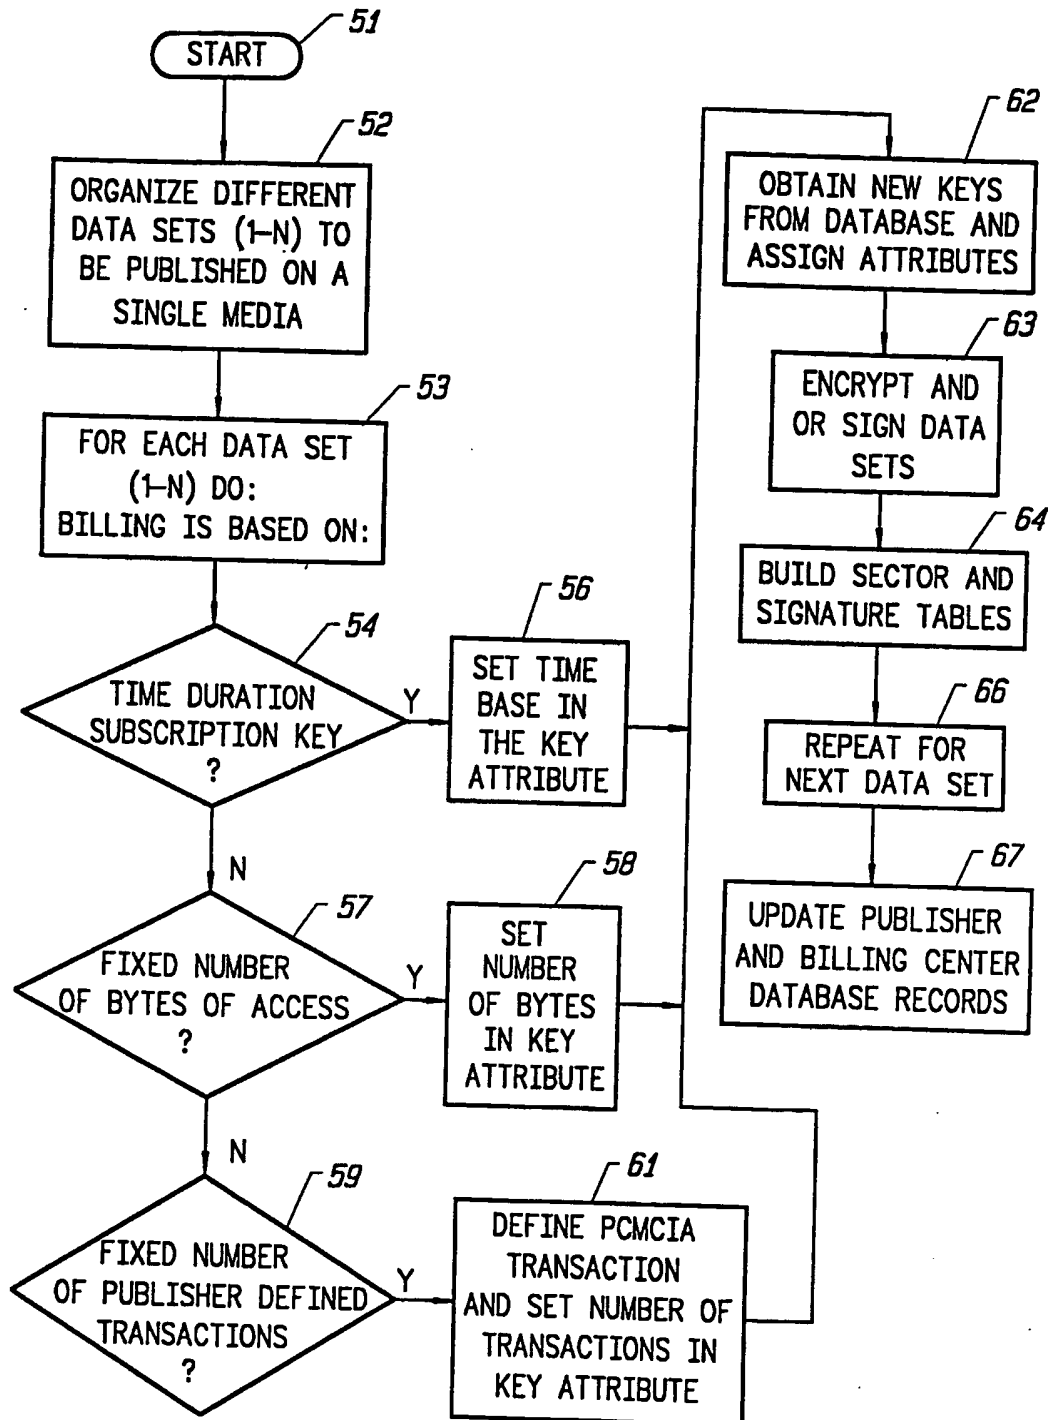 51
START
52
ORGANIZE DIFFERENT
DATA SETS (1-N) TO
BE PUBLISHED ON A
SINGLE MEDIA
53
FOR EACH DATA SET
(1-N) DO:
BILLING IS BASED ON:
54
TIME DURATION
SUBSCRIPTION KEY
?
Y
N
56
SET TIME
BASE IN
THE KEY
ATTRIBUTE
57
FIXED NUMBER
OF BYTES OF ACCESS
?
Y
N
58
SET
NUMBER
OF BYTES
IN KEY
ATTRIBUTE
59
FIXED NUMBER
OF PUBLISHER DEFINED
TRANSACTIONS
?
Y
61
DEFINE PCMCIA
TRANSACTION
AND SET NUMBER OF
TRANSACTIONS IN
KEY ATTRIBUTE
62
OBTAIN NEW KEYS
FROM DATABASE AND
ASSIGN ATTRIBUTES
63
ENCRYPT AND
OR SIGN DATA
SETS
64
BUILD SECTOR AND
SIGNATURE TABLES
66
REPEAT FOR
NEXT DATA SET
67
UPDATE PUBLISHER
AND BILLING CENTER
DATABASE RECORDS